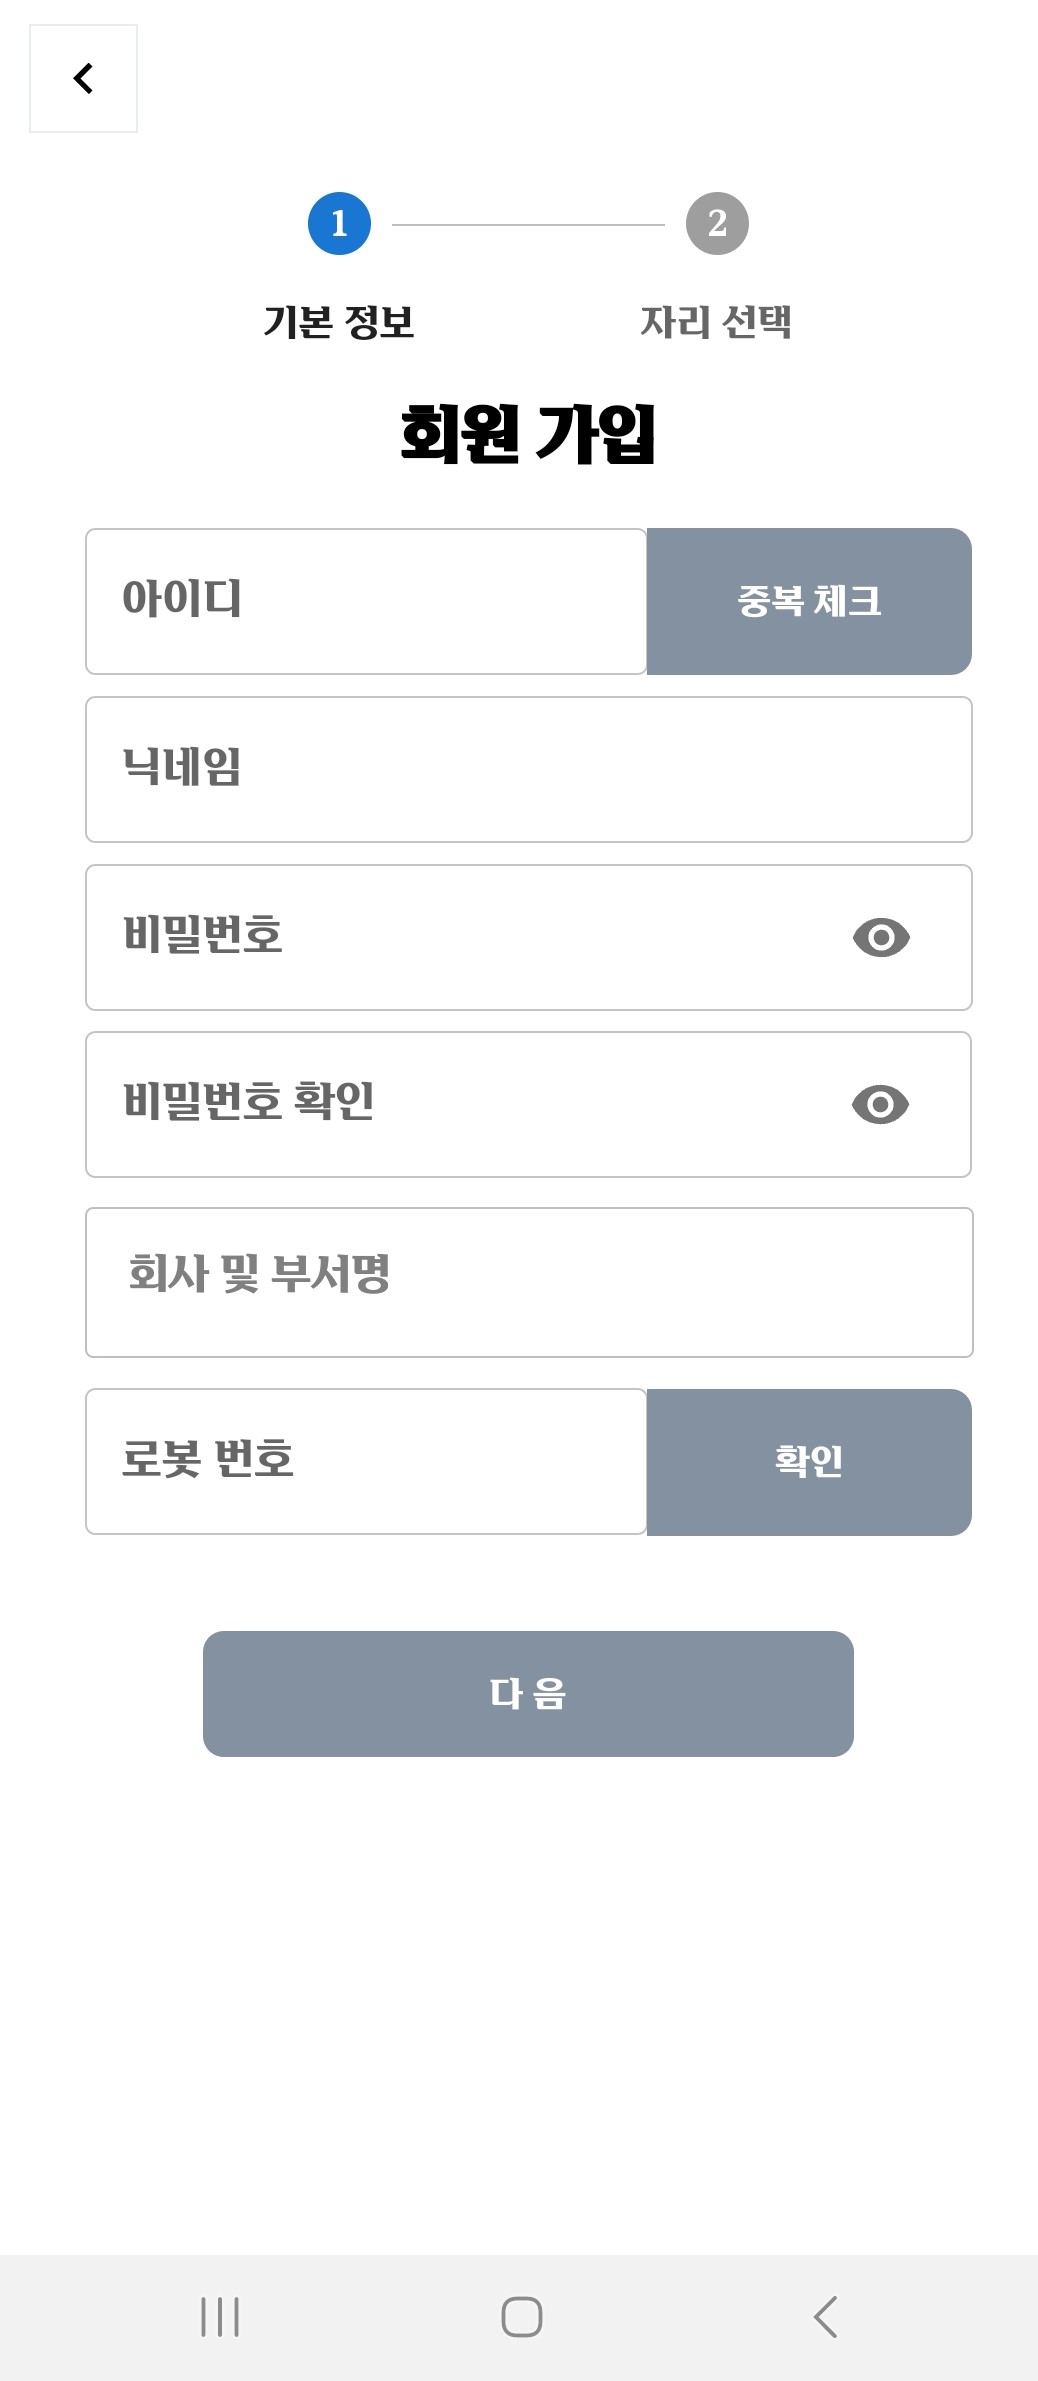 1
2
기본 정보
자리 선택
회원 가입
아이디
중복 체크
닉네임
비밀번호
비밀번호 확인
회사 및 부서명
로봇 번호
확인
다 음